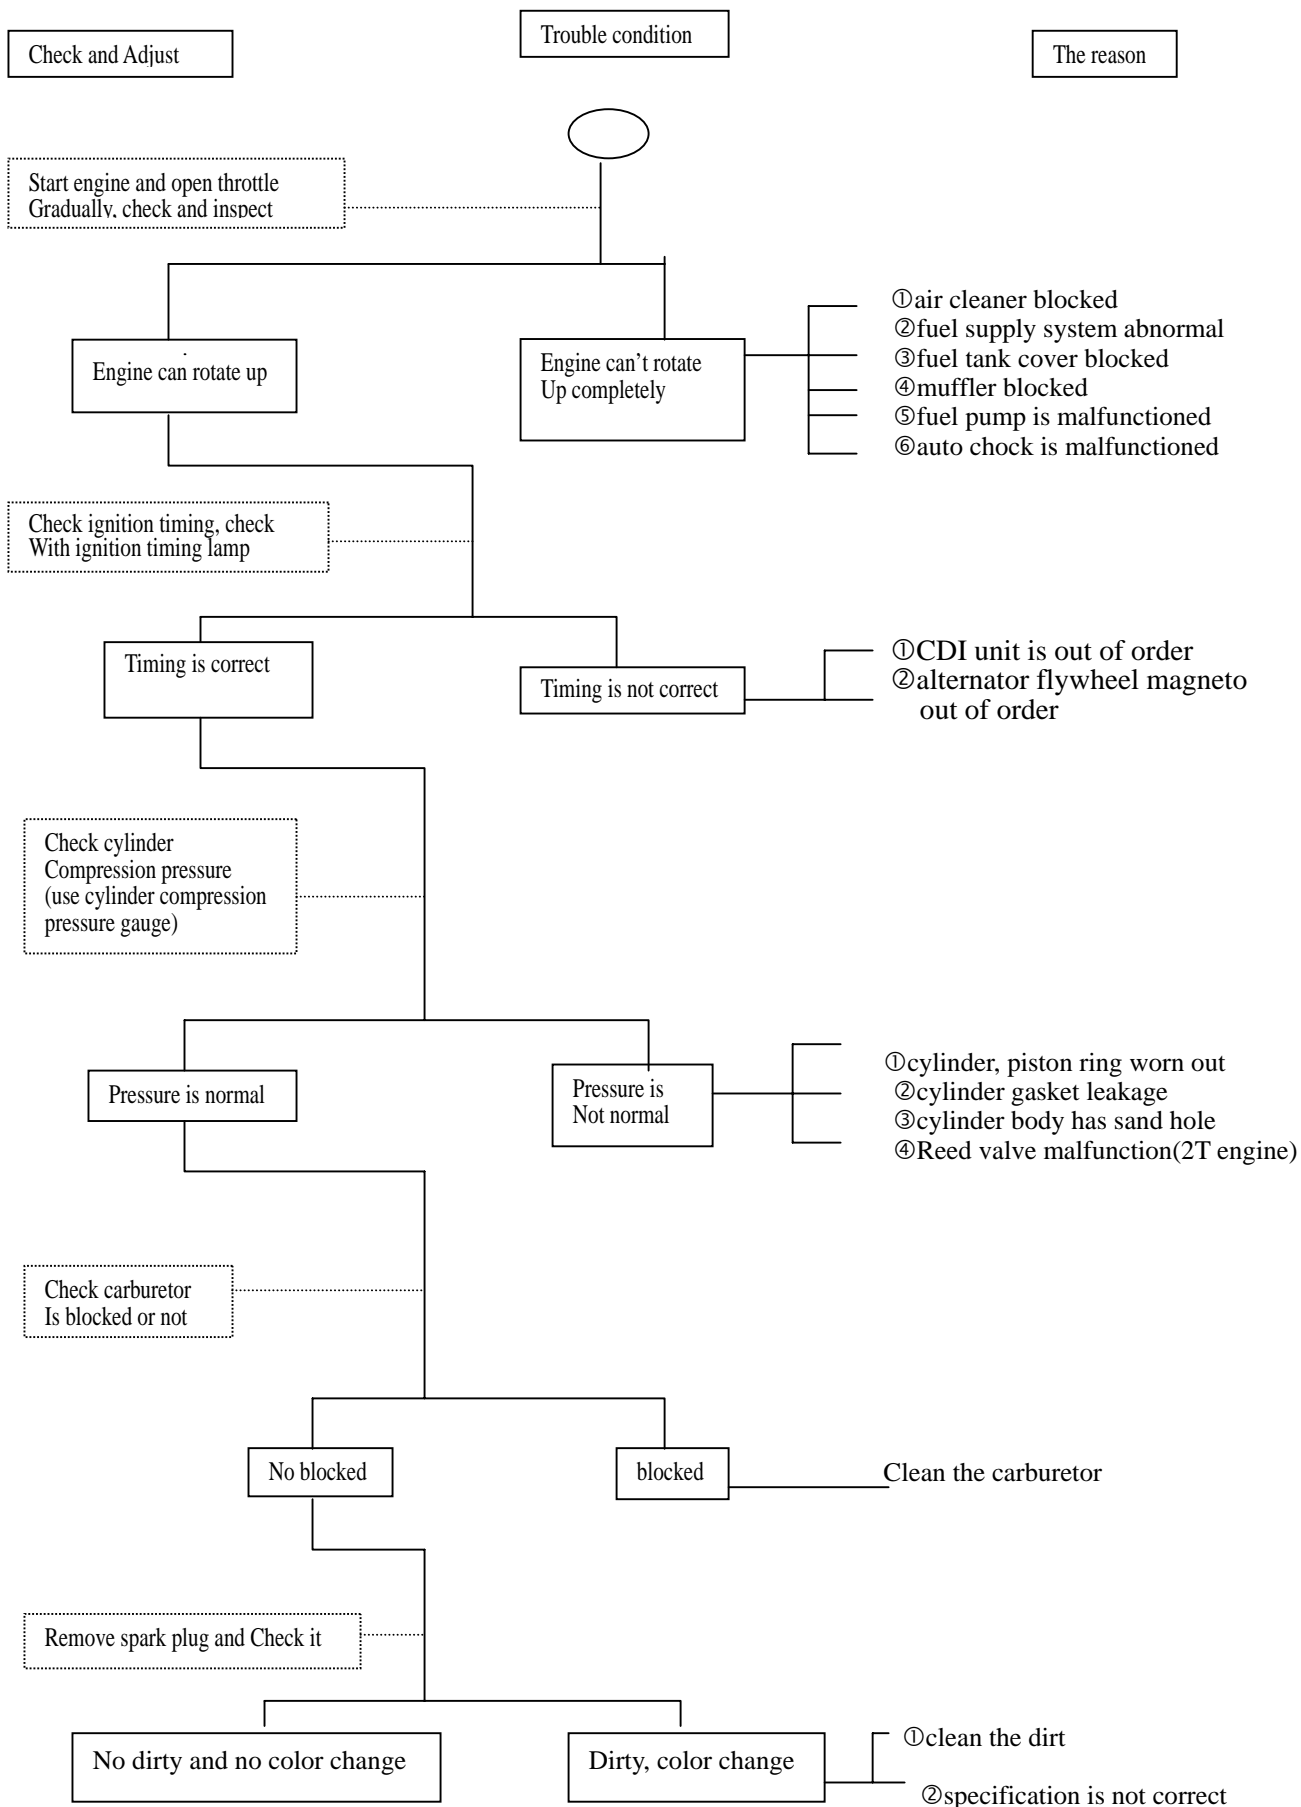 Check and Adjust
Trouble condition
The reason
Start engine and open throttle
Gradually, check and inspect
Engine can rotate up
Engine can’t rotate
Up completely
①air cleaner blocked
②fuel supply system abnormal
③fuel tank cover blocked
④muffler blocked
⑤fuel pump is malfunctioned
⑥auto chock is malfunctioned
Check ignition timing, check
With ignition timing lamp
Timing is correct
Timing is not correct
①CDI unit is out of order
②alternator flywheel magneto
out of order
Check cylinder
Compression pressure
(use cylinder compression
pressure gauge)
Pressure is normal
Pressure is
Not normal
①cylinder, piston ring worn out
②cylinder gasket leakage
③cylinder body has sand hole
④Reed valve malfunction(2T engine)
Check carburetor
Is blocked or not
No blocked
blocked
Clean the carburetor
Remove spark plug and Check it
No dirty and no color change
Dirty, color change
①clean the dirt
②specification is not correct